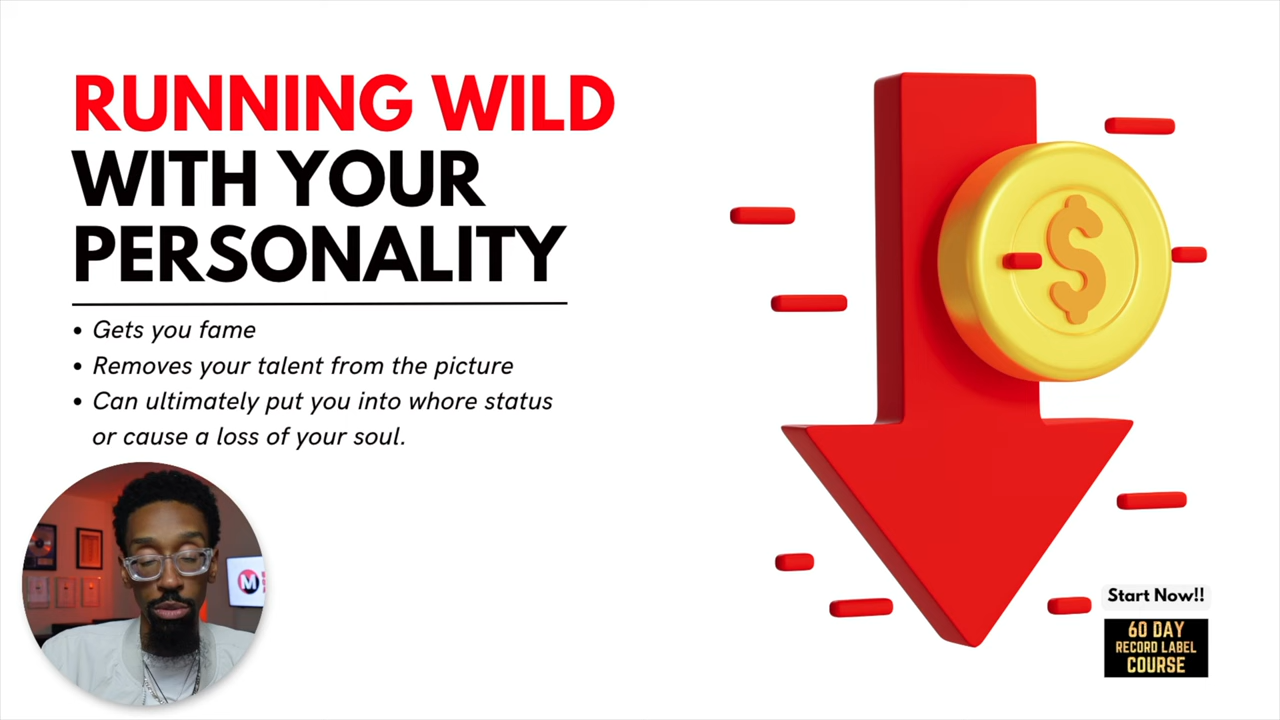 RUNNING WILD
WITH YOUR
PERSONALITY
• Gets you fame
• Removes your talent from the picture
• Can ultimately put you into whore status
or cause a loss of your soul.
$
M
Start Now!!
60 DAY
RECORD LABEL
COURSE